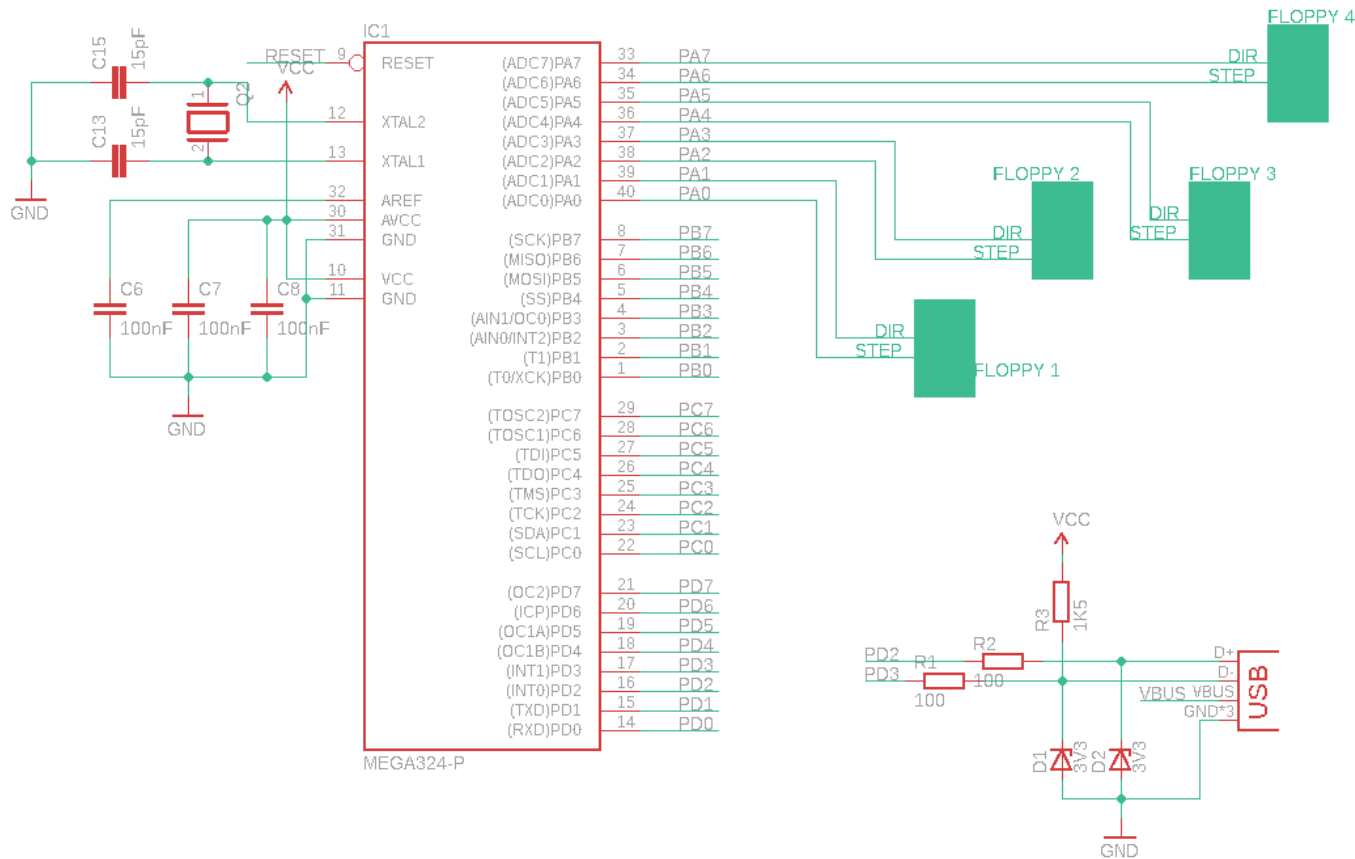 FLOPPY 4
DIR
STEP
IC1
RESET
VCC
C15
15pF
C13
15pF
Q2
1
2
GND
9
12
13
32
30
31
10
11
RESET
XTAL2
XTAL1
AREF
AVCC
GND
VCC
GND
(ADC7)PA7 33 PA7
(ADC6)PA6 34 PA6
(ADC5)PA5 35 PA5
(ADC4)PA4 36 PA4
(ADC3)PA3 37 PA3
(ADC2)PA2 38 PA2
(ADC1)PA1 39 PA1
(ADC0)PA0 40 PA0
(SCK)PB7 8 PB7
(MISO)PB6 7 PB6
(MOSI)PB5 6 PB5
(SS)PB4 5 PB4
(AIN1/OC0)PB3 4 PB3
(AIN0/INT2)PB2 3 PB2
(T1)PB1 2 PB1
(T0/XCK)PB0 1 PB0
(TOSC2)PC7 29 PC7
(TOSC1)PC6 28 PC6
(TDI)PC5 27 PC5
(TDO)PC4 26 PC4
(TMS)PC3 25 PC3
(TCK)PC2 24 PC2
(SDA)PC1 23 PC1
(SCL)PC0 22 PC0
(OC2)PD7 21 PD7
(ICP)PD6 20 PD6
(OC1A)PD5 19 PD5
(OC1B)PD4 18 PD4
(INT1)PD3 17 PD3
(INT0)PD2 16 PD2
(TXD)PD1 15 PD1
(RXD)PD0 14 PD0
MEGA324-P
C6
100nF
C7
100nF
C8
100nF
GND
FLOPPY 2
DIR
STEP
FLOPPY 3
DIR
STEP
DIR
STEP
FLOPPY 1
VCC
R3
1K5
PD2
R2
100
PD3
R1
100
D+
D-
VBUS VBUS
GND*3
USB
D1
3V3
D2
3V3
GND